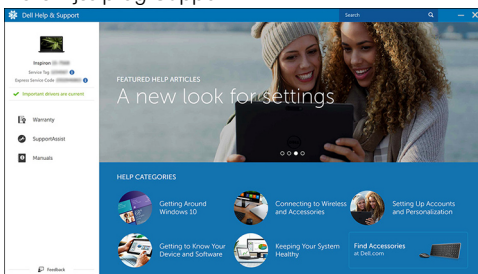 Dell Help & Support
Search
Inspiron
Service Tag
Express Service Code
Important drivers are current
Warranty
SupportAssist
Manuals
Feedback
FEATURED HELP ARTICLES
A new look for settings
HELP CATEGORIES
Getting Around
Windows 10
Connecting to Wireless
and Accessories
Setting Up Accounts
and Personalization
Getting to Know Your
Device and Software
Keeping Your System
Healthy
Find Accessories
at Dell.com